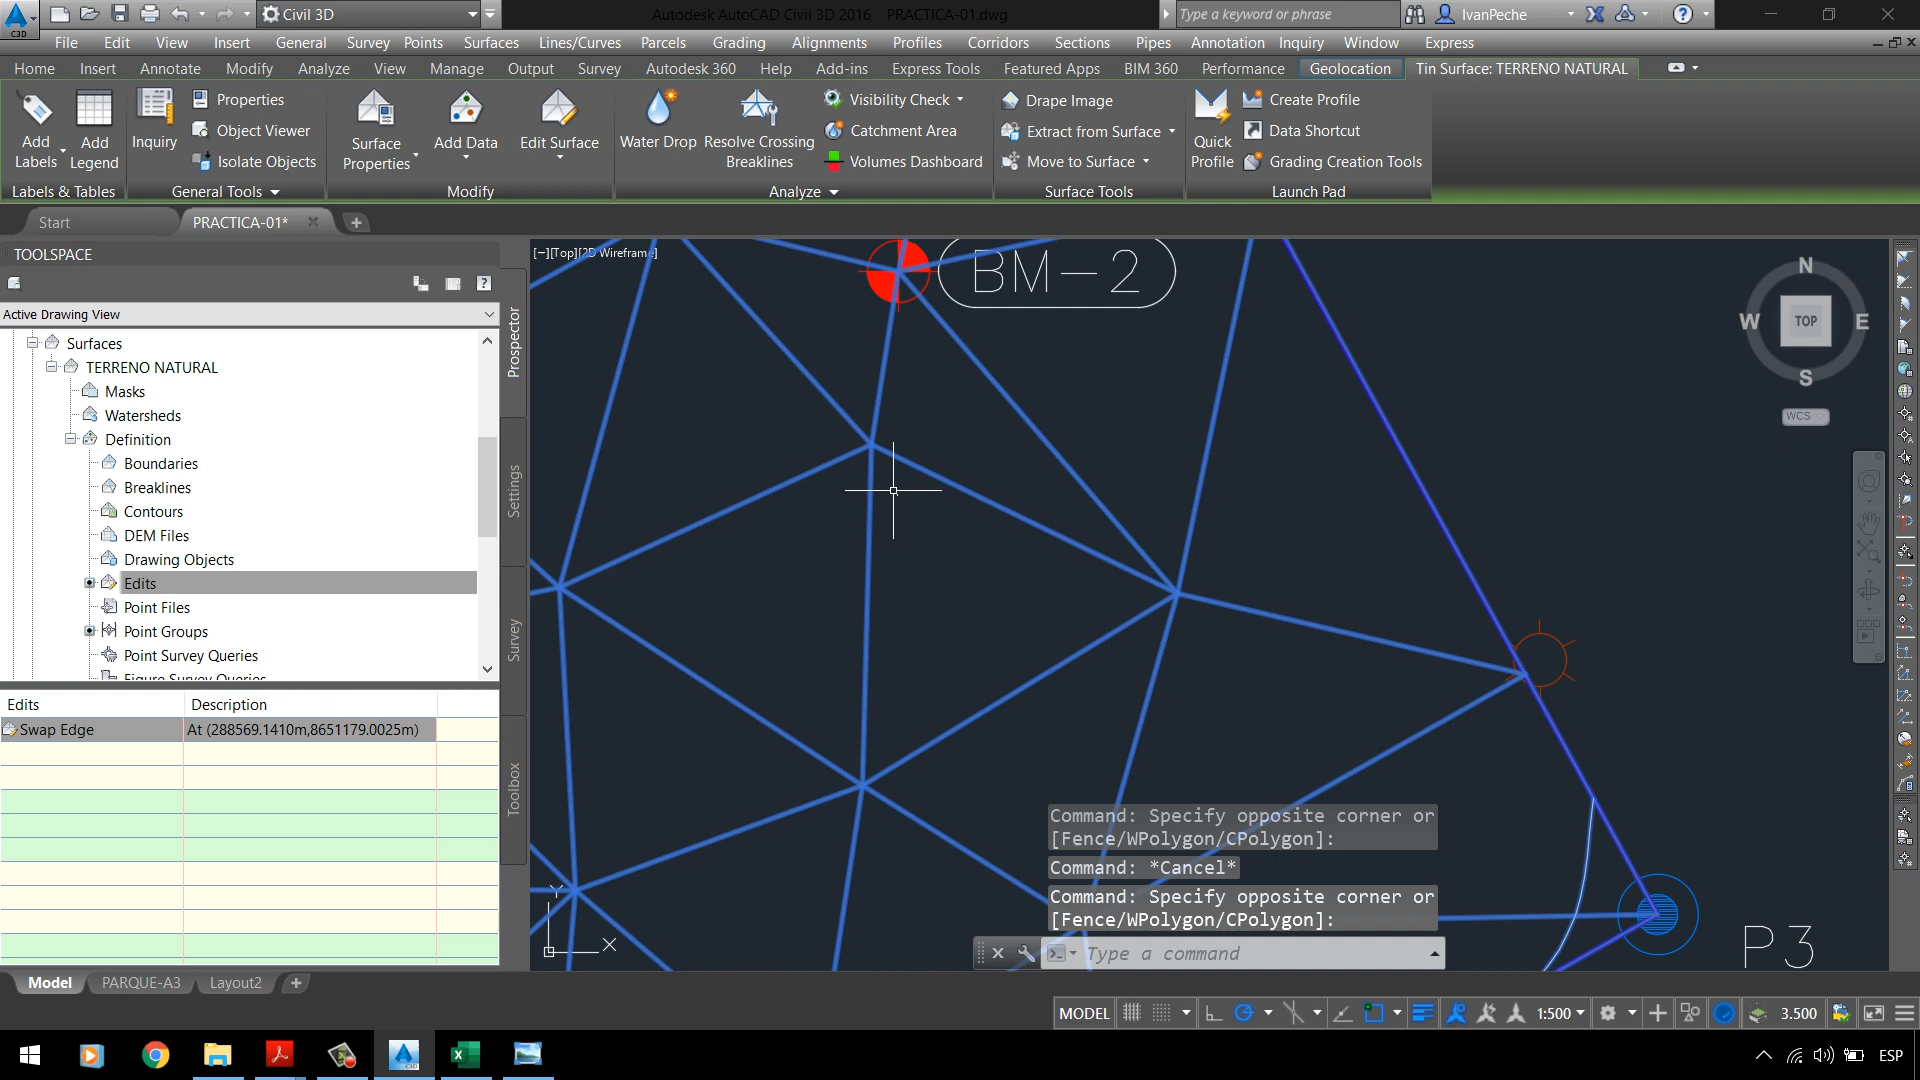 C3D
Civil 3D
Autodesk AutoCAD Civil 3D 2016 PRACTICA-01.dwg
Type a keyword or phrase
IvanPeche
File Edit View Insert General Survey Points Surfaces Lines/Curves Parcels Grading Alignments Profiles Corridors Sections Pipes Annotation Inquiry Window Express
Home Insert Annotate Modify Analyze View Manage Output Survey Autodesk 360 Help Add-ins Express Tools Featured Apps BIM 360 Performance Geolocation Tin Surface: TERRENO NATURAL
Add Labels
Add Legend
Labels & Tables
Inquiry
Properties
Object Viewer
Isolate Objects
General Tools
Surface Properties
Add Data
Edit Surface
Modify
Water Drop
Resolve Crossing Breaklines
Visibility Check
Catchment Area
Volumes Dashboard
Analyze
Drape Image
Extract from Surface
Move to Surface
Surface Tools
Quick Profile
Create Profile
Data Shortcut
Grading Creation Tools
Launch Pad
Start
PRACTICA-01*
TOOLSPACE
Active Drawing View
Surfaces
TERRENO NATURAL
Masks
Watersheds
Definition
Boundaries
Breaklines
Contours
DEM Files
Drawing Objects
Edits
Point Files
Point Groups
Point Survey Queries
Figure Survey Queries
Edits Description
Swap Edge At (288569.1410m,8651179.0025m)
Prospector
Settings
Survey
Toolbox
[−][Top][2D Wireframe]
BM-2
N
W TOP E
S
WCS
P3
Y
X
Command: Specify opposite corner or
[Fence/WPolygon/CPolygon]:
Command: *Cancel*
Command: Specify opposite corner or
[Fence/WPolygon/CPolygon]:
Type a command
Model PARQUE-A3 Layout2
MODEL 1:500 3.500
ESP